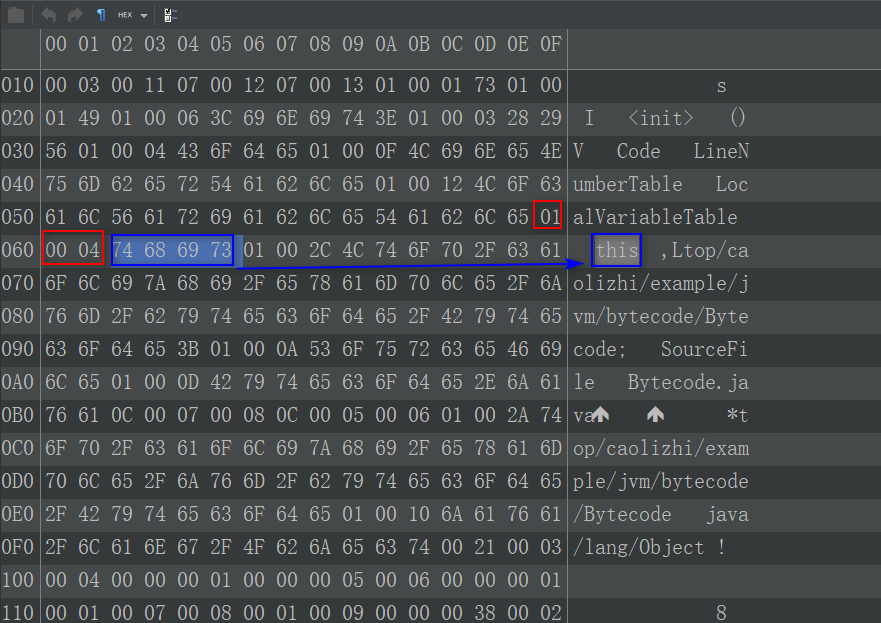 HEX
00 01 02 03 04 05 06 07 08 09 0A 0B 0C 0D 0E 0F
010 00 03 00 11 07 00 12 07 00 13 01 00 01 73 01 00 s
020 01 49 01 00 06 3C 69 6E 69 74 3E 01 00 03 28 29 I <init> ()
030 56 01 00 04 43 6F 64 65 01 00 0F 4C 69 6E 65 4E V Code LineN
040 75 6D 62 65 72 54 61 62 6C 65 01 00 12 4C 6F 63 umberTable Loc
050 61 6C 56 61 72 69 61 62 6C 65 54 61 62 6C 65 01 alVariableTable
060 00 04 74 68 69 73 01 00 2C 4C 74 6F 70 2F 63 61 this ,Ltop/ca
070 6F 6C 69 7A 68 69 2F 65 78 61 6D 70 6C 65 2F 6A olizhi/example/j
080 76 6D 2F 62 79 74 65 63 6F 64 65 2F 42 79 74 65 vm/bytecode/Byte
090 63 6F 64 65 3B 01 00 0A 53 6F 75 72 63 65 46 69 code; SourceFi
0A0 6C 65 01 00 0D 42 79 74 65 63 6F 64 65 2E 6A 61 le Bytecode.ja
0B0 76 61 0C 00 07 00 08 0C 00 05 00 06 01 00 2A 74 va *t
0C0 6F 70 2F 63 61 6F 6C 69 7A 68 69 2F 65 78 61 6D op/caolizhi/exam
0D0 70 6C 65 2F 6A 76 6D 2F 62 79 74 65 63 6F 64 65 ple/jvm/bytecode
0E0 2F 42 79 74 65 63 6F 64 65 01 00 10 6A 61 76 61 /Bytecode java
0F0 2F 6C 61 6E 67 2F 4F 62 6A 65 63 74 00 21 00 03 /lang/Object !
100 00 04 00 00 00 01 00 00 00 05 00 06 00 00 00 01
110 00 01 00 07 00 08 00 01 00 09 00 00 00 38 00 02 8